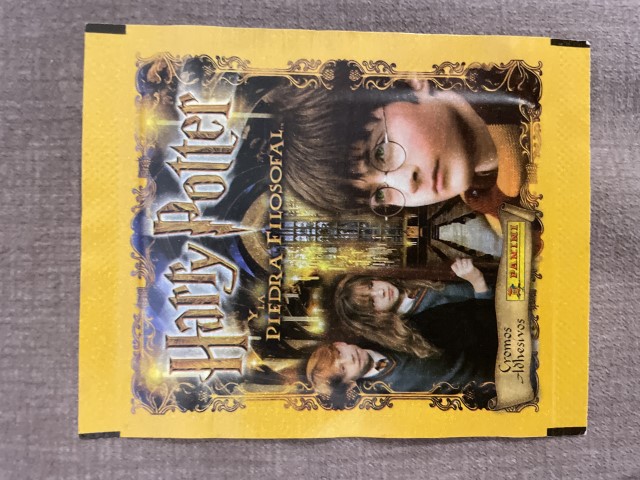 Harry Potter
Y LA
PIEDRA FILOSOFAL
Cromos
Adhesivos
PANINI